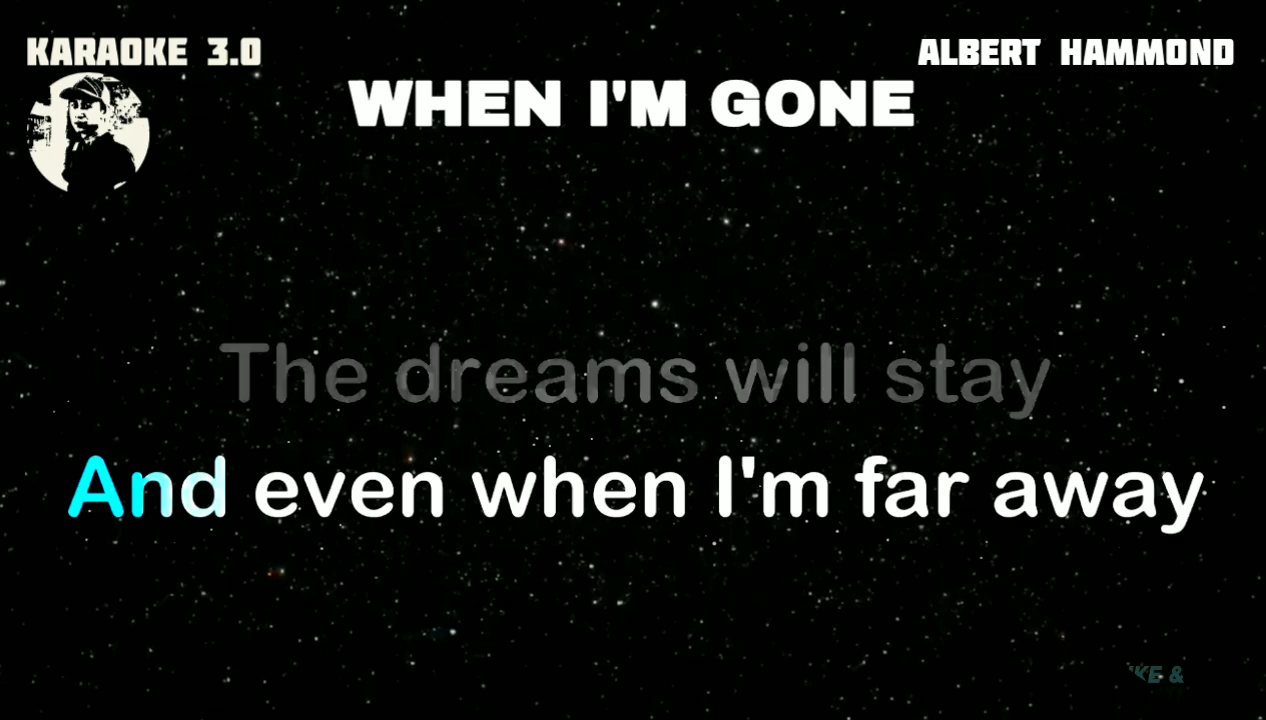 KARAOKE 3.0
ALBERT HAMMOND
WHEN I'M GONE
The dreams will stay
And even when I'm far away
&